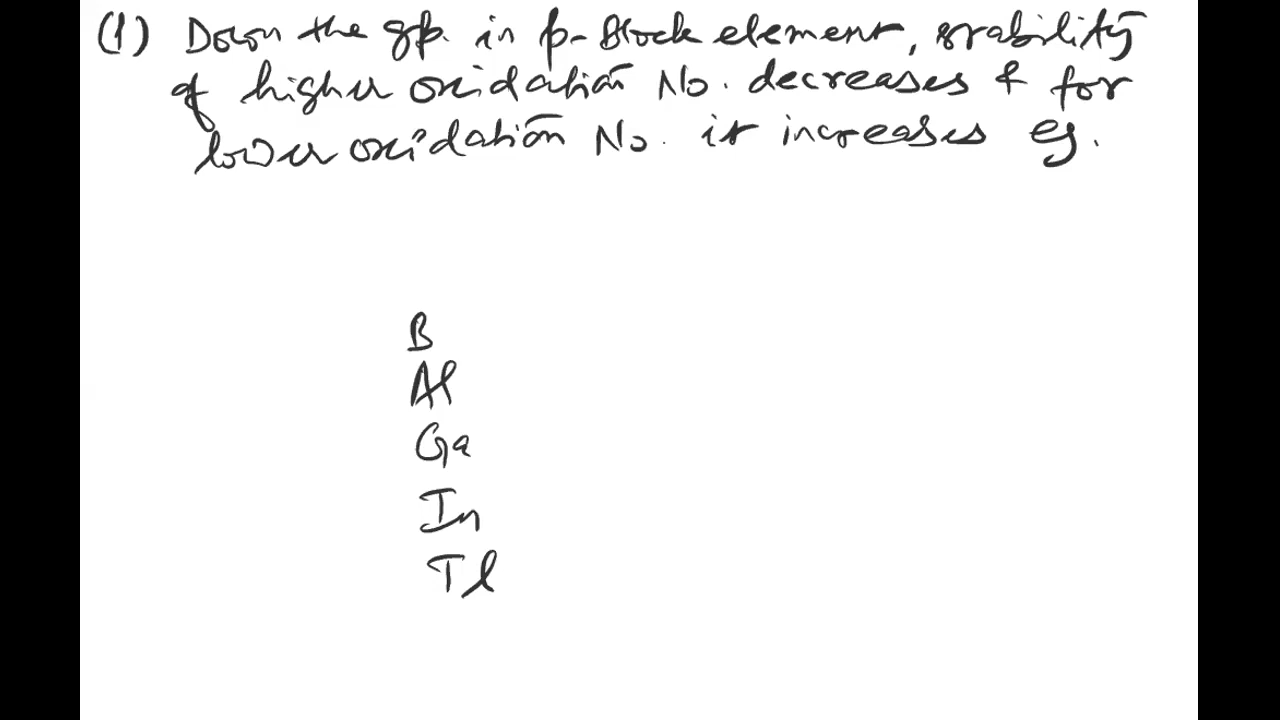 (1) Down the gp. in p-Block element, stability
of higher oxidation No. decreases & for
lower oxidation No. it increases eg.
B
Al
Ga
In
Tl